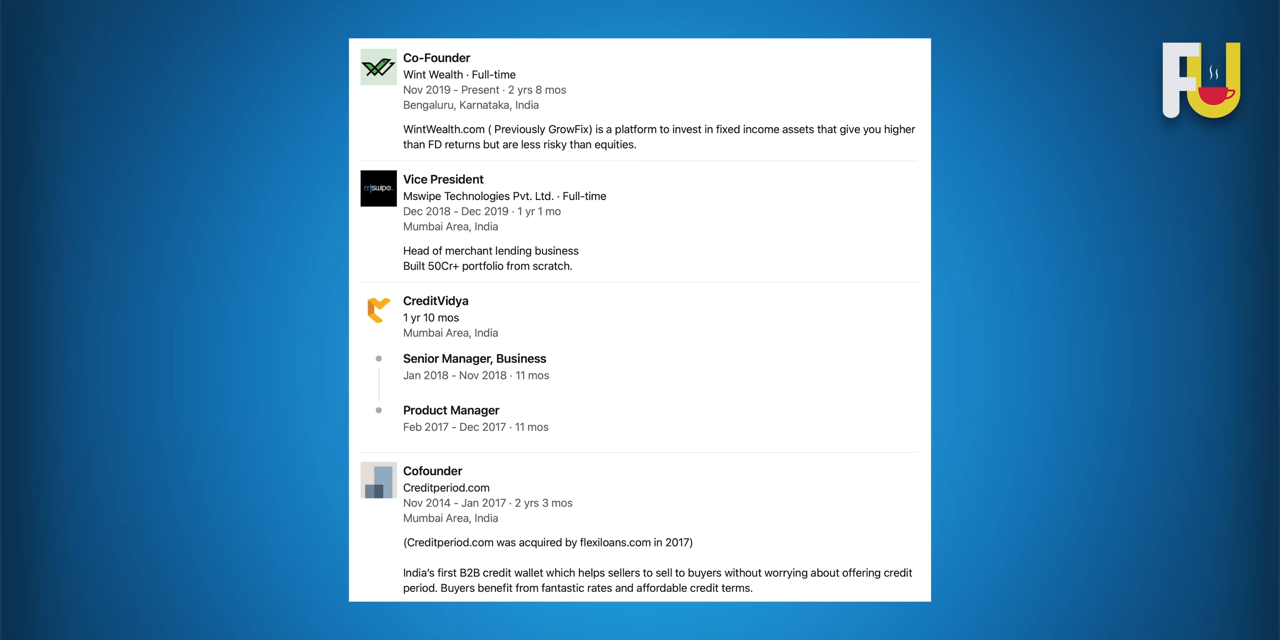 FU
Co-Founder
Wint Wealth · Full-time
Nov 2019 - Present · 2 yrs 8 mos
Bengaluru, Karnataka, India
WintWealth.com ( Previously GrowFix) is a platform to invest in fixed income assets that give you higher
than FD returns but are less risky than equities.
mswipe
Vice President
Mswipe Technologies Pvt. Ltd. · Full-time
Dec 2018 - Dec 2019 · 1 yr 1 mo
Mumbai Area, India
Head of merchant lending business
Built 50Cr+ portfolio from scratch.
CreditVidya
1 yr 10 mos
Mumbai Area, India
Senior Manager, Business
Jan 2018 - Nov 2018 · 11 mos
Product Manager
Feb 2017 - Dec 2017 · 11 mos
Cofounder
Creditperiod.com
Nov 2014 - Jan 2017 · 2 yrs 3 mos
Mumbai Area, India
(Creditperiod.com was acquired by flexiloans.com in 2017)
India's first B2B credit wallet which helps sellers to sell to buyers without worrying about offering credit
period. Buyers benefit from fantastic rates and affordable credit terms.